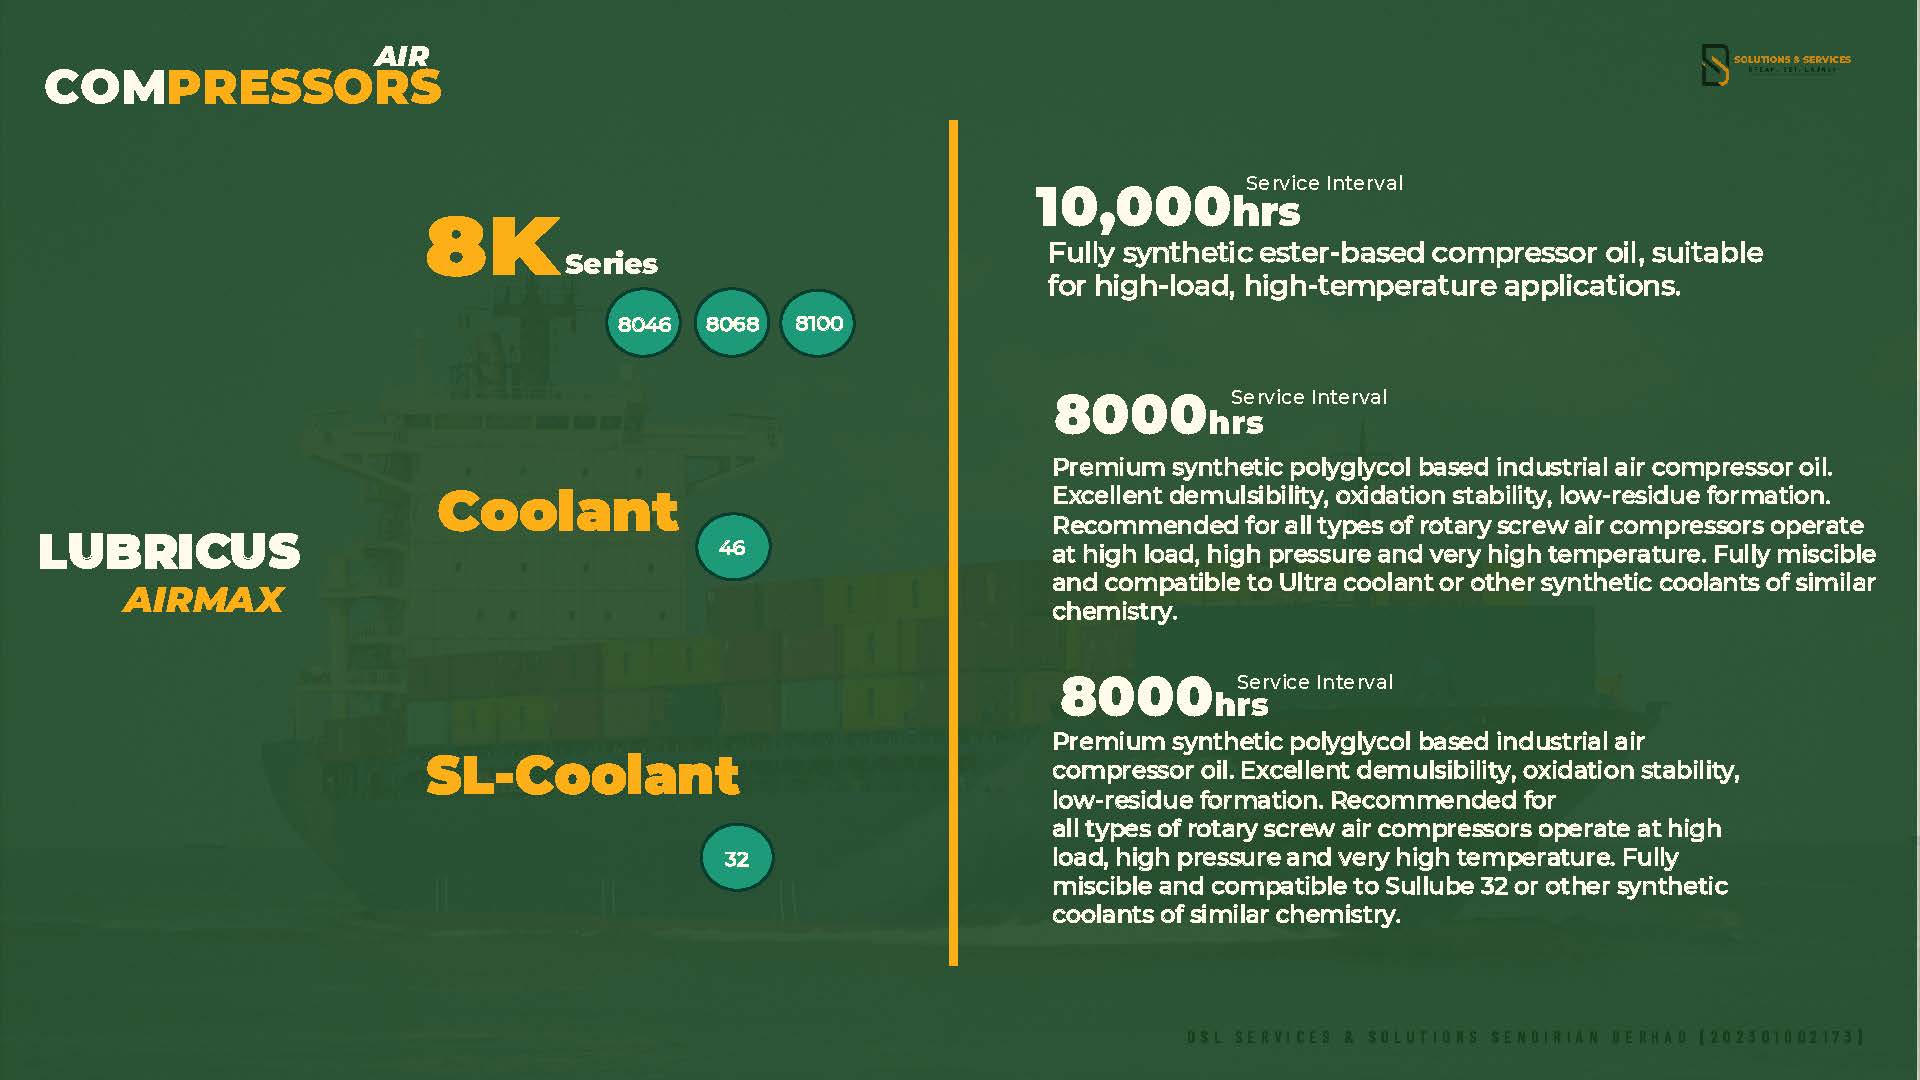 AIR
COMPRESSORS
SOLUTIONS & SERVICES
8K Series
8046 8068 8100
10,000hrs Service Interval
Fully synthetic ester-based compressor oil, suitable
for high-load, high-temperature applications.
LUBRICUS
AIRMAX
Coolant
46
8000hrs Service Interval
Premium synthetic polyglycol based industrial air compressor oil.
Excellent demulsibility, oxidation stability, low-residue formation.
Recommended for all types of rotary screw air compressors operate
at high load, high pressure and very high temperature. Fully miscible
and compatible to Ultra coolant or other synthetic coolants of similar
chemistry.
SL-Coolant
32
8000hrs Service Interval
Premium synthetic polyglycol based industrial air
compressor oil. Excellent demulsibility, oxidation stability,
low-residue formation. Recommended for
all types of rotary screw air compressors operate at high
load, high pressure and very high temperature. Fully
miscible and compatible to Sullube 32 or other synthetic
coolants of similar chemistry.
DSL SERVICES & SOLUTIONS SENDIRIAN BERHAD [202301002173]